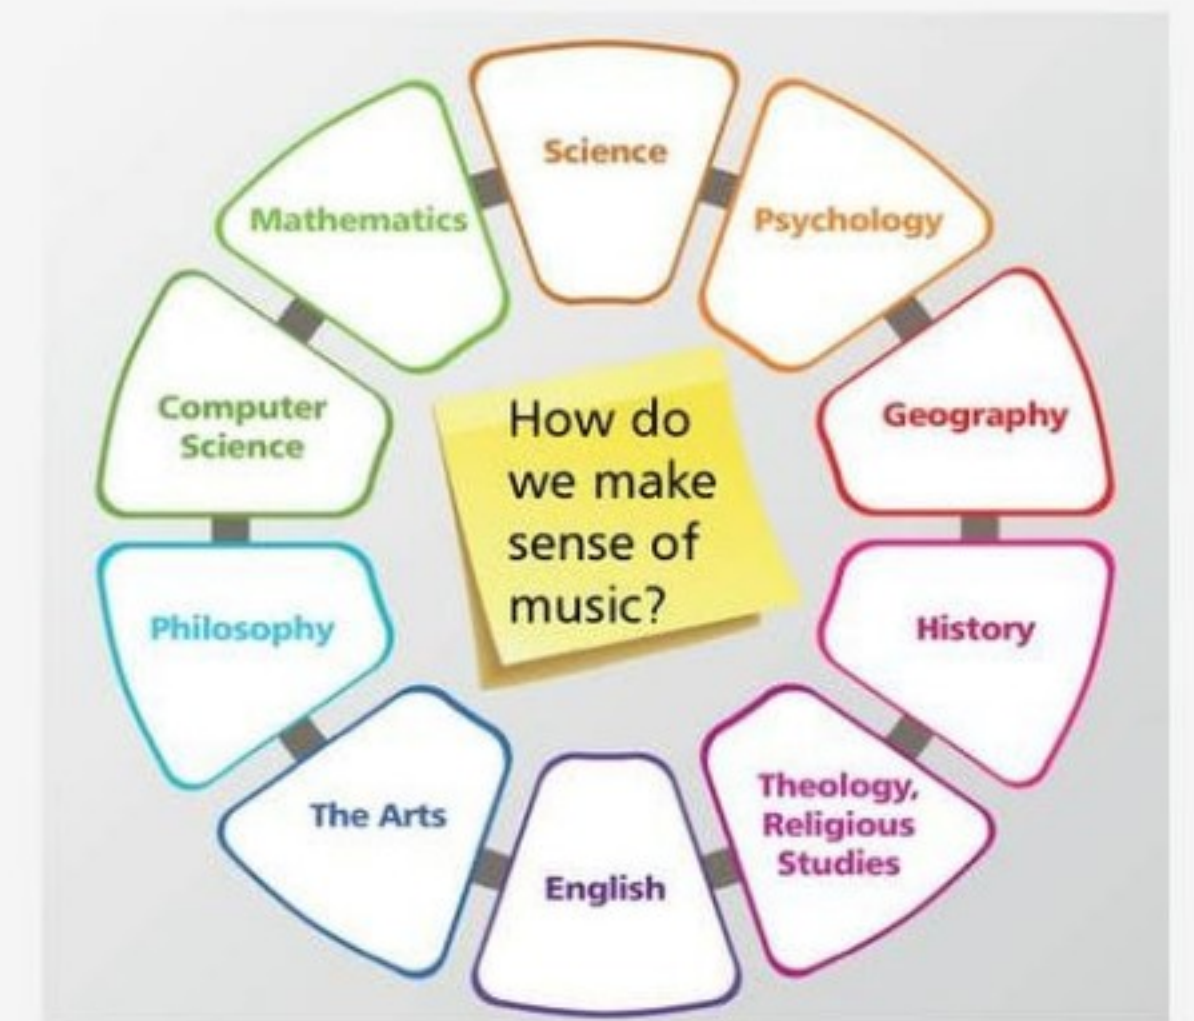 Science
Psychology
Geography
History
Theology,
Religious
Studies
English
The Arts
Philosophy
Computer
Science
Mathematics
How do
we make
sense of
music?